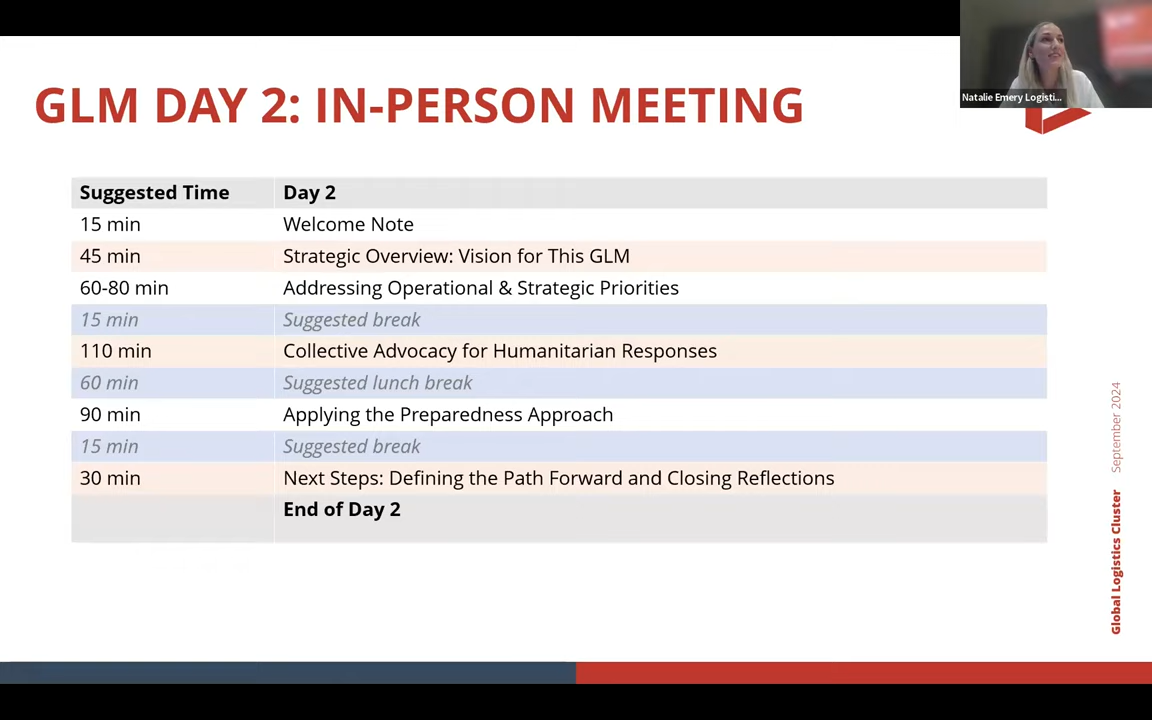 GLM DAY 2: IN-PERSON MEETING
Natalie Emery Logisti...
Suggested Time Day 2
15 min Welcome Note
45 min Strategic Overview: Vision for This GLM
60-80 min Addressing Operational & Strategic Priorities
15 min Suggested break
110 min Collective Advocacy for Humanitarian Responses
60 min Suggested lunch break
90 min Applying the Preparedness Approach
15 min Suggested break
30 min Next Steps: Defining the Path Forward and Closing Reflections
End of Day 2
Global Logistics Cluster September 2024